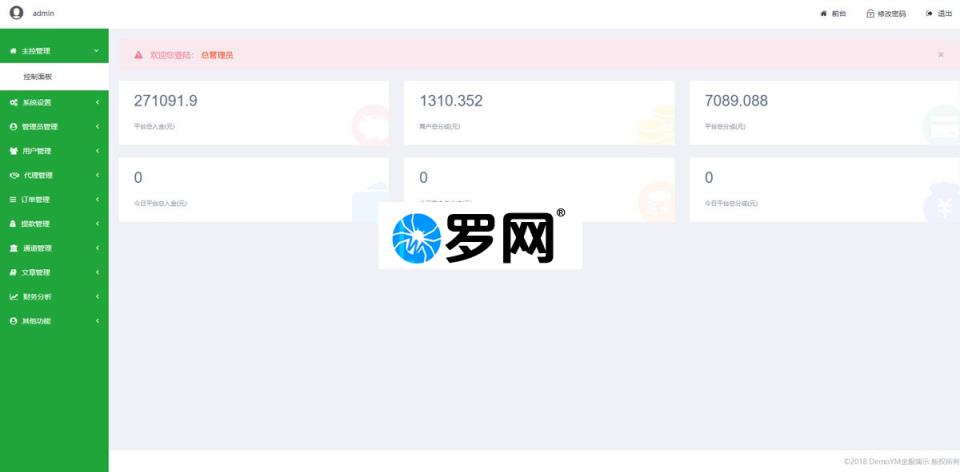 admin
前台 修改密码 退出
主控管理
控制面板
系统设置
管理员管理
用户管理
代理管理
订单管理
提款管理
通道管理
文章管理
财务分析
其他功能
欢迎您登陆： 总管理员 ×
271091.9
平台总入金(元)
1310.352
商户总分成(元)
7089.088
平台总分成(元)
0
今日平台总入金(元)
0
0
今日平台总分成(元)
罗网®
©2018 DemoYM全服演示 版权所有